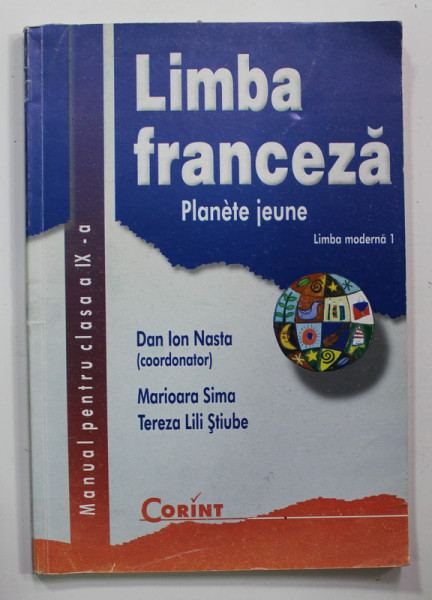 Limba
franceză
Planète jeune
Limba modernă 1
Manual pentru clasa a IX - a
Dan Ion Nasta
(coordonator)
Marioara Sima
Tereza Lili Ştiube
CORINT